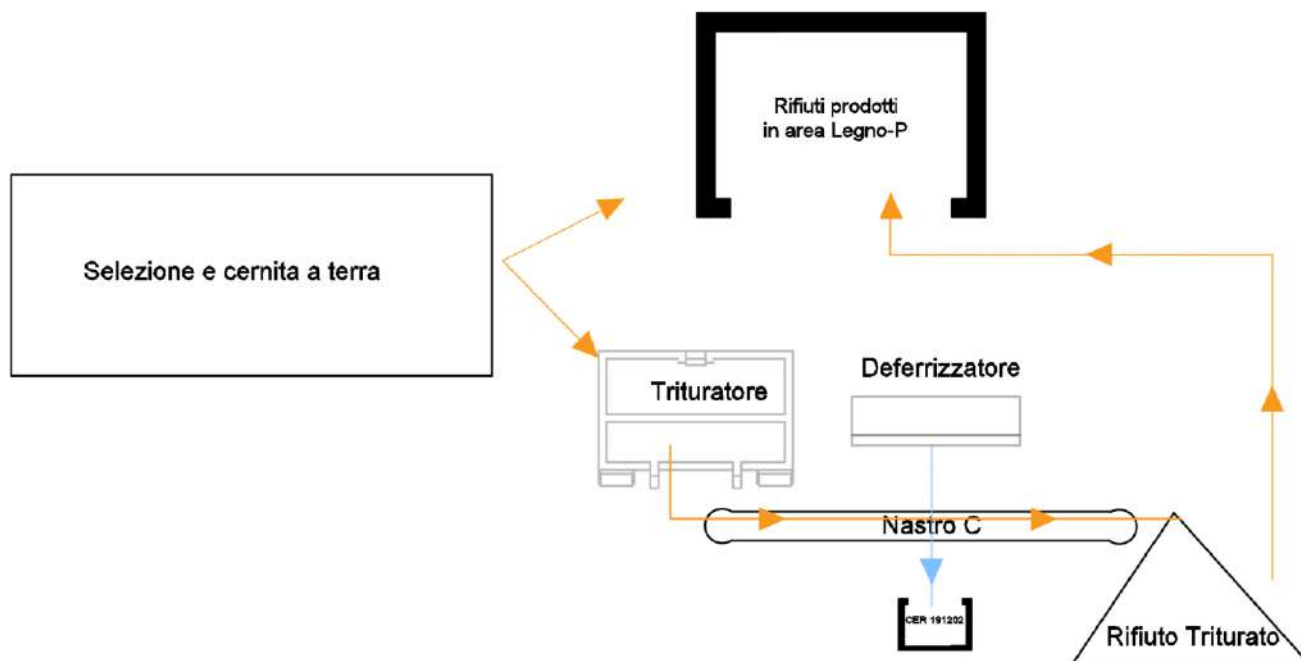 Rifiuti prodotti
in area Legno-P
Selezione e cernita a terra
Deferrizzatore
Trituratore
Nastro C
CER 191202
Rifiuto Triturato